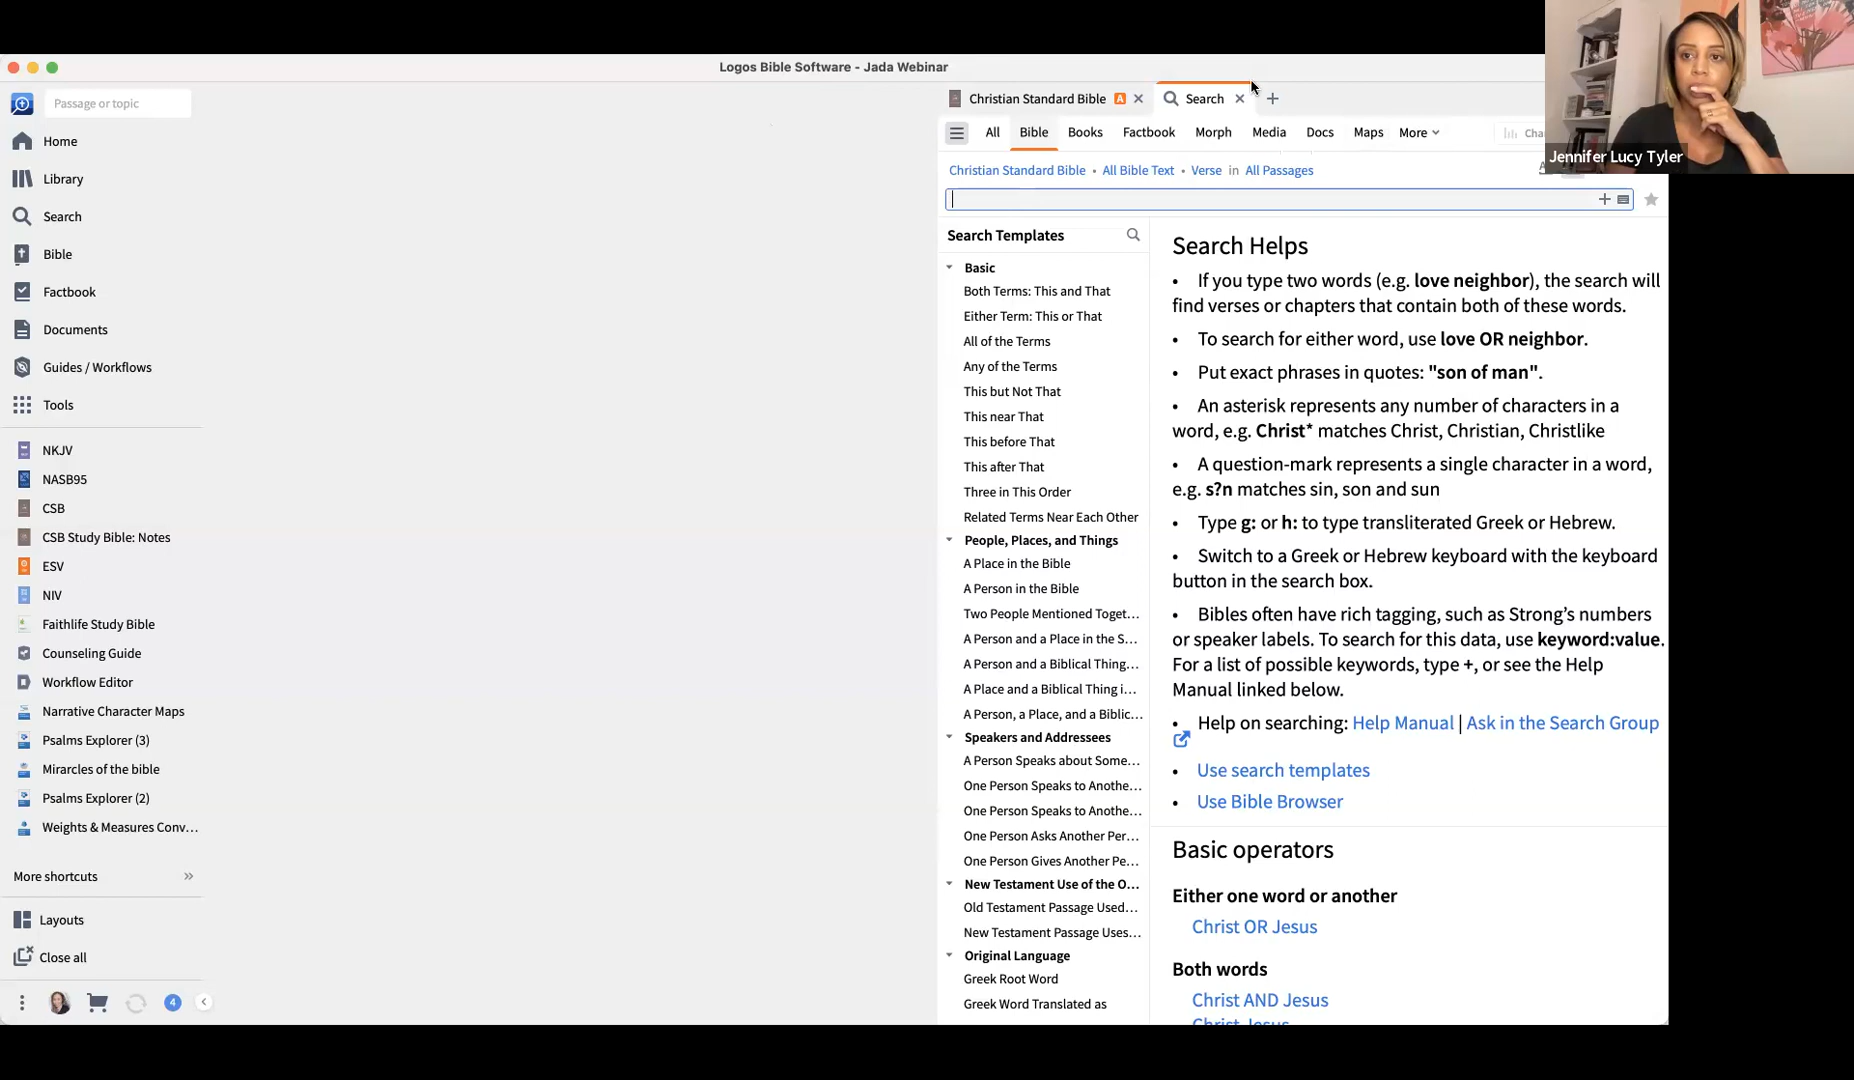 Logos Bible Software - Jada Webinar
Passage or topic
Home
Library
Search
Bible
Factbook
Documents
Guides / Workflows
Tools
NKJV
NASB95
CSB
CSB Study Bible: Notes
ESV
NIV
Faithlife Study Bible
Counseling Guide
Workflow Editor
Narrative Character Maps
Psalms Explorer (3)
Mirarcles of the bible
Psalms Explorer (2)
Weights & Measures Conv...
More shortcuts
Layouts
Close all
4
Christian Standard Bible A
Search
All Bible Books Factbook Morph Media Docs Maps More
Christian Standard Bible • All Bible Text • Verse in All Passages
Search Templates
Basic
Both Terms: This and That
Either Term: This or That
All of the Terms
Any of the Terms
This but Not That
This near That
This before That
This after That
Three in This Order
Related Terms Near Each Other
People, Places, and Things
A Place in the Bible
A Person in the Bible
Two People Mentioned Toget...
A Person and a Place in the S...
A Person and a Biblical Thing...
A Place and a Biblical Thing i...
A Person, a Place, and a Biblic...
Speakers and Addressees
A Person Speaks about Some...
One Person Speaks to Anothe...
One Person Speaks to Anothe...
One Person Asks Another Per...
One Person Gives Another Pe...
New Testament Use of the O...
Old Testament Passage Used...
New Testament Passage Uses...
Original Language
Greek Root Word
Greek Word Translated as
Search Helps
• If you type two words (e.g. love neighbor), the search will
find verses or chapters that contain both of these words.
• To search for either word, use love OR neighbor.
• Put exact phrases in quotes: "son of man".
• An asterisk represents any number of characters in a
word, e.g. Christ* matches Christ, Christian, Christlike
• A question-mark represents a single character in a word,
e.g. s?n matches sin, son and sun
• Type g: or h: to type transliterated Greek or Hebrew.
• Switch to a Greek or Hebrew keyboard with the keyboard
button in the search box.
• Bibles often have rich tagging, such as Strong's numbers
or speaker labels. To search for this data, use keyword:value.
For a list of possible keywords, type +, or see the Help
Manual linked below.
• Help on searching: Help Manual | Ask in the Search Group
• Use search templates
• Use Bible Browser
Basic operators
Either one word or another
Christ OR Jesus
Both words
Christ AND Jesus
Christ Jesus
Jennifer Lucy Tyler